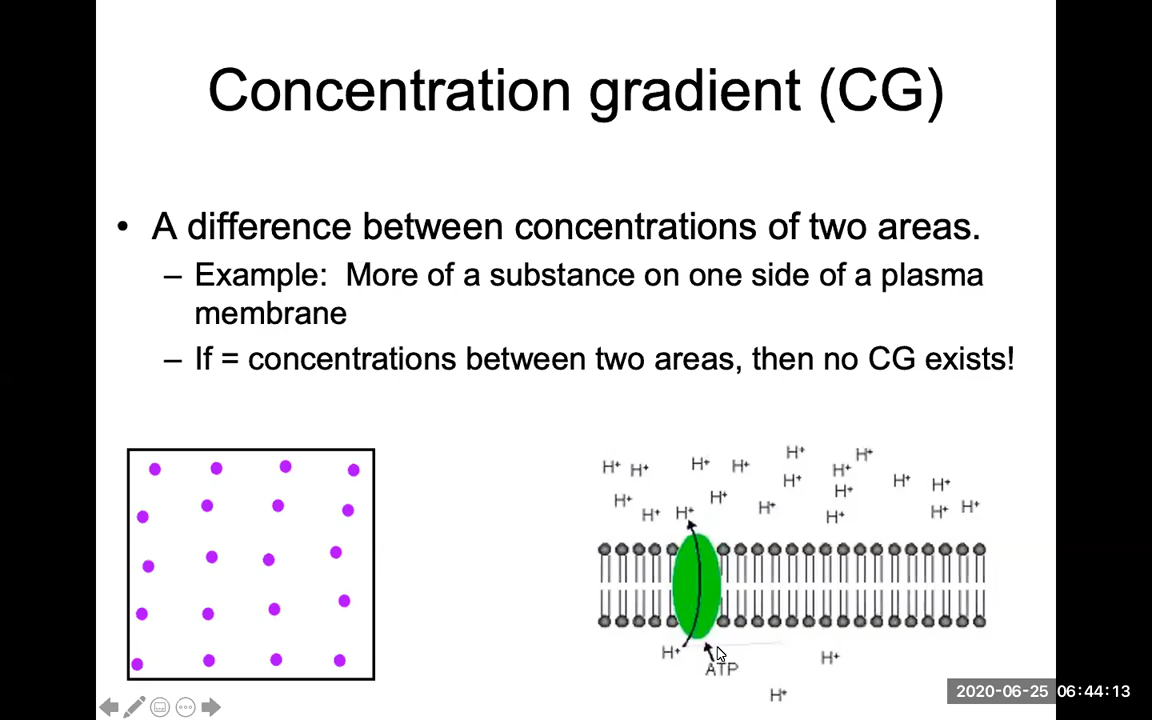 Concentration gradient (CG)
• A difference between concentrations of two areas.
– Example: More of a substance on one side of a plasma
membrane
– If = concentrations between two areas, then no CG exists!
H⁺ H⁺
H⁺ H⁺ H⁺ H⁺ H⁺ H⁺
H⁺ H⁺ H⁺
H⁺ H⁺ H⁺
H⁺ H⁺ H⁺ H⁺ H⁺ H⁺
H⁺ H⁺
ATP
H⁺
2020-06-25 06:44:13